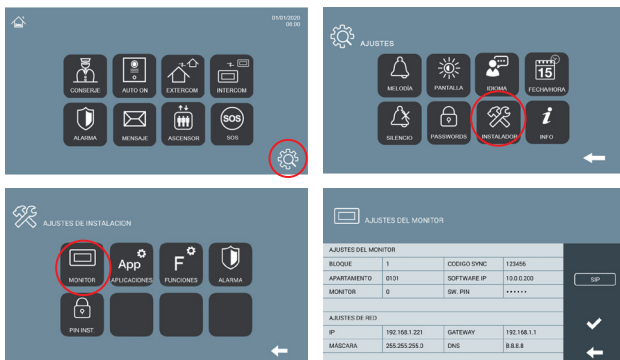 01/01/2020
08:00
CONSERJE AUTO ON EXTERCOM INTERCOM
SOS
ALARMA MENSAJE ASCENSOR SOS
AJUSTES
15
MELODÍA PANTALLA IDIOMA FECHA/HORA
i
SILENCIO PASSWORDS INSTALADOR INFO
AJUSTES DE INSTALACION
App F
MONITOR APLICACIONES FUNCIONES ALARMA
PIN INST.
AJUSTES DEL MONITOR
AJUSTES DEL MONITOR
BLOQUE 1 CODIGO SYNC 123456
APARTAMENTO 0101 SOFTWARE IP 10.0.0.200
MONITOR 0 SW. PIN ••••••
SIP
AJUSTES DE RED
IP 192.168.1.221 GATEWAY 192.168.1.1
MÁSCARA 255.255.255.0 DNS 8.8.8.8